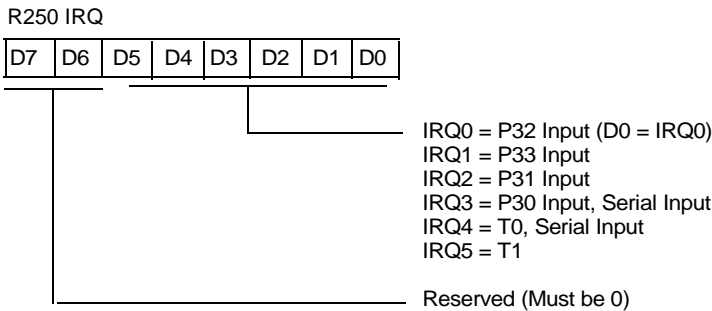 R250 IRQ
D7 D6 D5 D4 D3 D2 D1 D0
IRQ0 = P32 Input (D0 = IRQ0)
IRQ1 = P33 Input
IRQ2 = P31 Input
IRQ3 = P30 Input, Serial Input
IRQ4 = T0, Serial Input
IRQ5 = T1
Reserved (Must be 0)